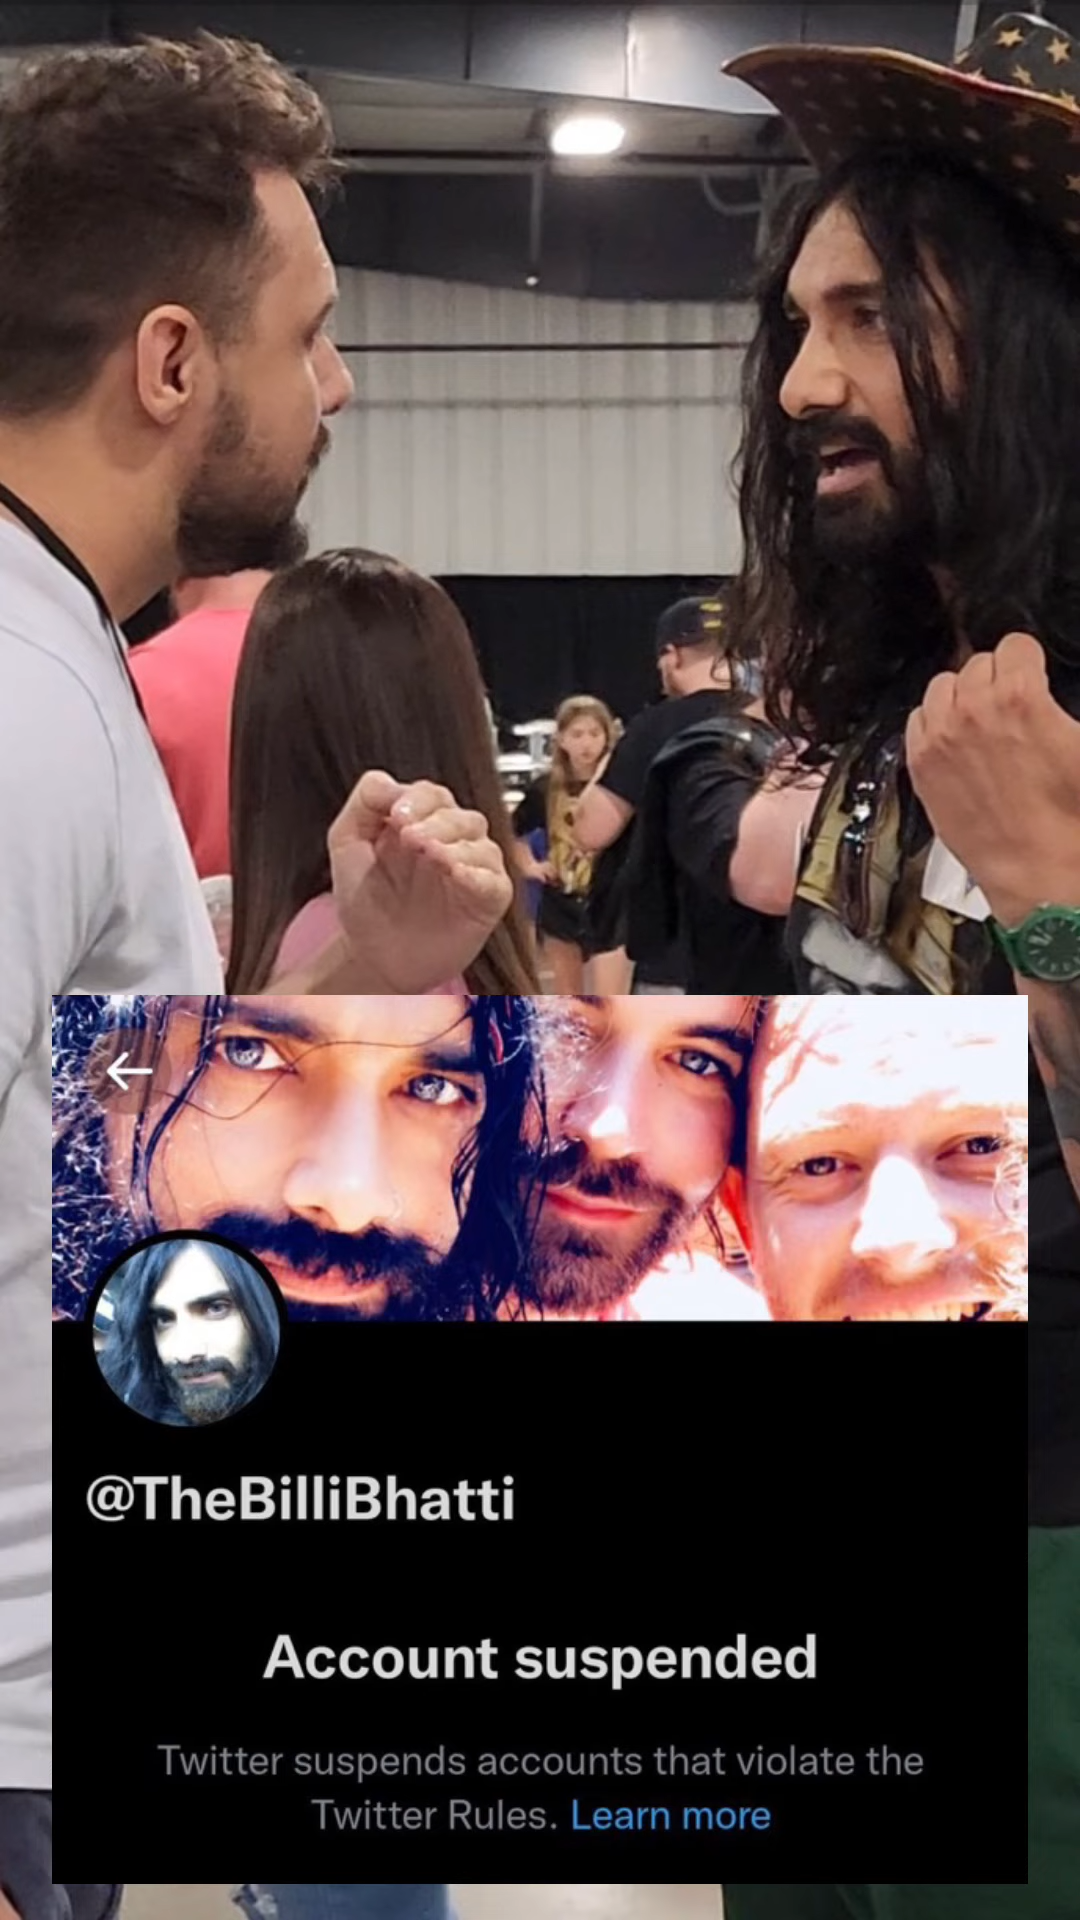 @TheBilliBhatti
Account suspended
Twitter suspends accounts that violate the
Twitter Rules. Learn more